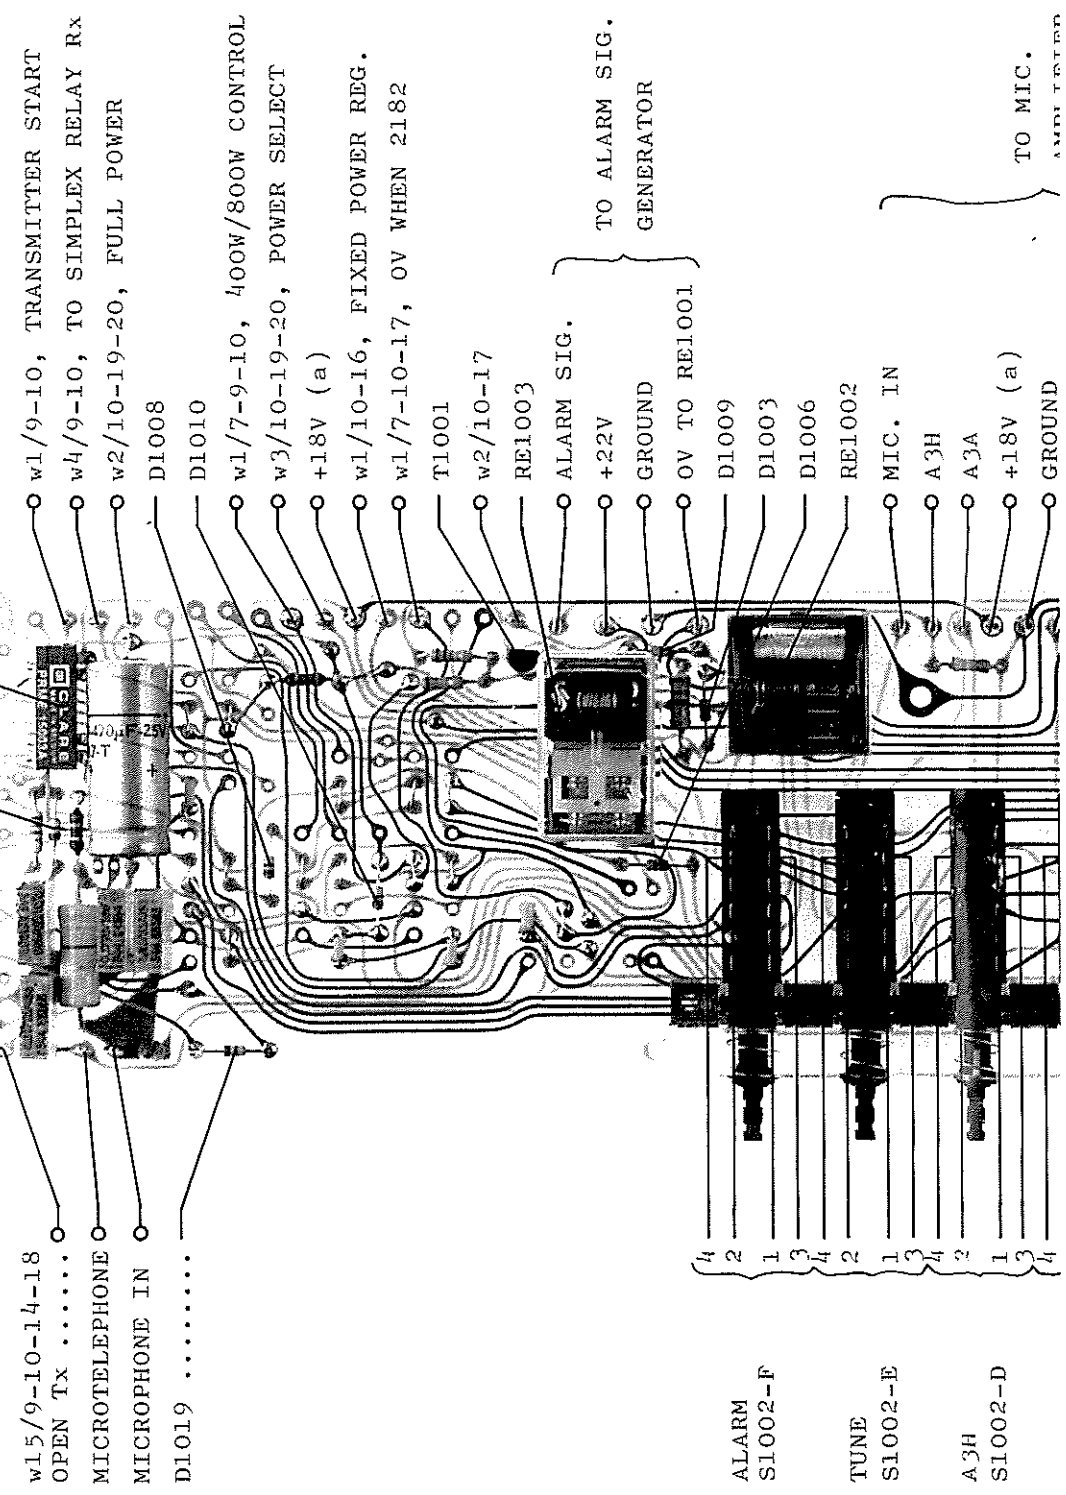 w1/9-10, TRANSMITTER START
w4/9-10, TO SIMPLEX RELAY Rx
w2/10-19-20, FULL POWER
D1008
D1010
w1/7-9-10, 400W/800W CONTROL
w3/10-19-20, POWER SELECT
+18V (a)
w1/10-16, FIXED POWER REG.
w1/7-10-17, OV WHEN 2182
T1001
w2/10-17
RE1003
ALARM SIG.
+22V
GROUND
OV TO RE1001
TO ALARM SIG.
GENERATOR
D1009
D1003
D1006
RE1002
MIC. IN
A3H
A3A
+18V (a)
GROUND
TO MIC.
470µF-25V
+
w15/9-10-14-18
OPEN Tx ......
MICROTELEPHONE
MICROPHONE IN
D1019 ........
4
2
1
3
4
2
1
3
4
2
1
3
4
ALARM
S1002-F
TUNE
S1002-E
A3H
S1002-D